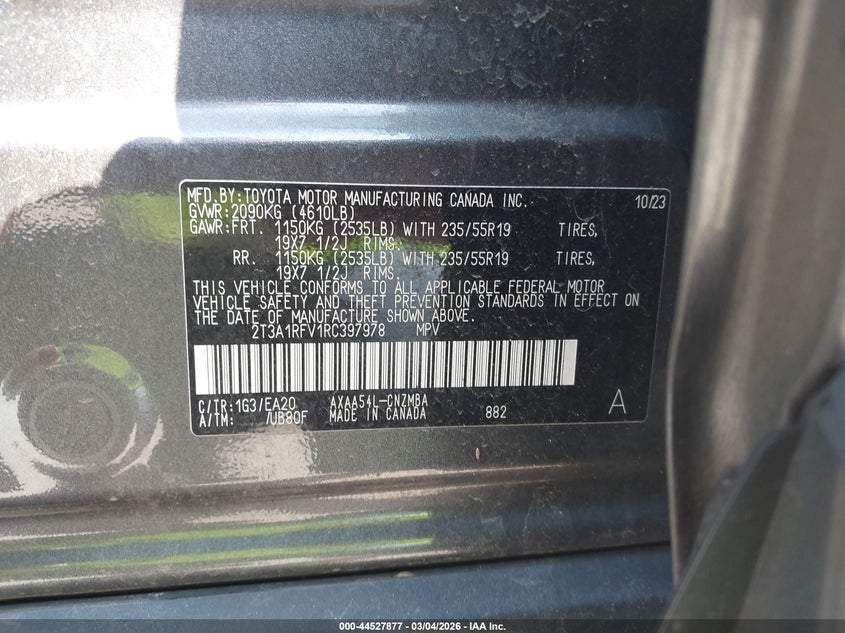 MFD.BY:TOYOTA MOTOR MANUFACTURING CANADA INC. 10/23
GVWR:2090KG (4610LB)
GAWR:FRT. 1150KG (2535LB) WITH 235/55R19 TIRES,
19X7 1/2J RIMS.
RR. 1150KG (2535LB) WITH 235/55R19 TIRES,
19X7 1/2J RIMS.
THIS VEHICLE CONFORMS TO ALL APPLICABLE FEDERAL MOTOR
VEHICLE SAFETY AND THEFT PREVENTION STANDARDS IN EFFECT ON
THE DATE OF MANUFACTURE SHOWN ABOVE.
2T3A1RFV1RC397978 MPV
C/TR:1G3/EA20 AXAA54L-CNZMBA
A/TM: /UB80F MADE IN CANADA 882 A
000-44527877 — 03/04/2026 — IAA Inc.